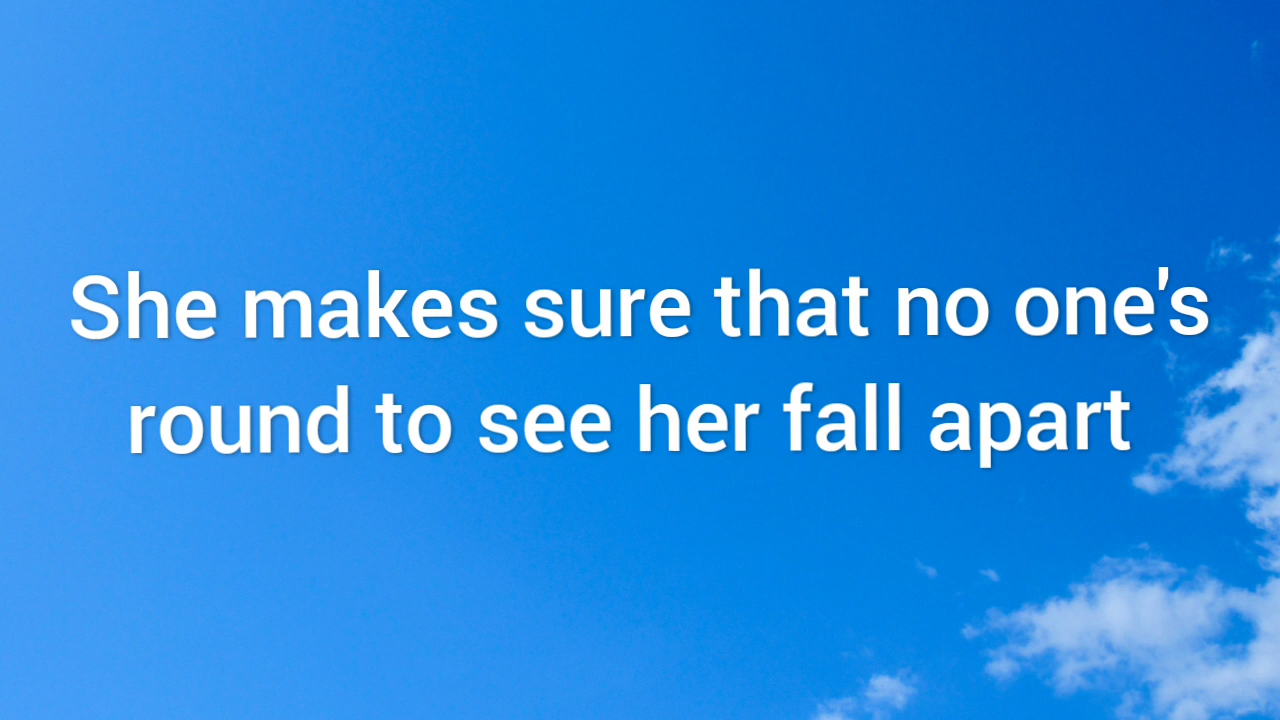 She makes sure that no one's
round to see her fall apart